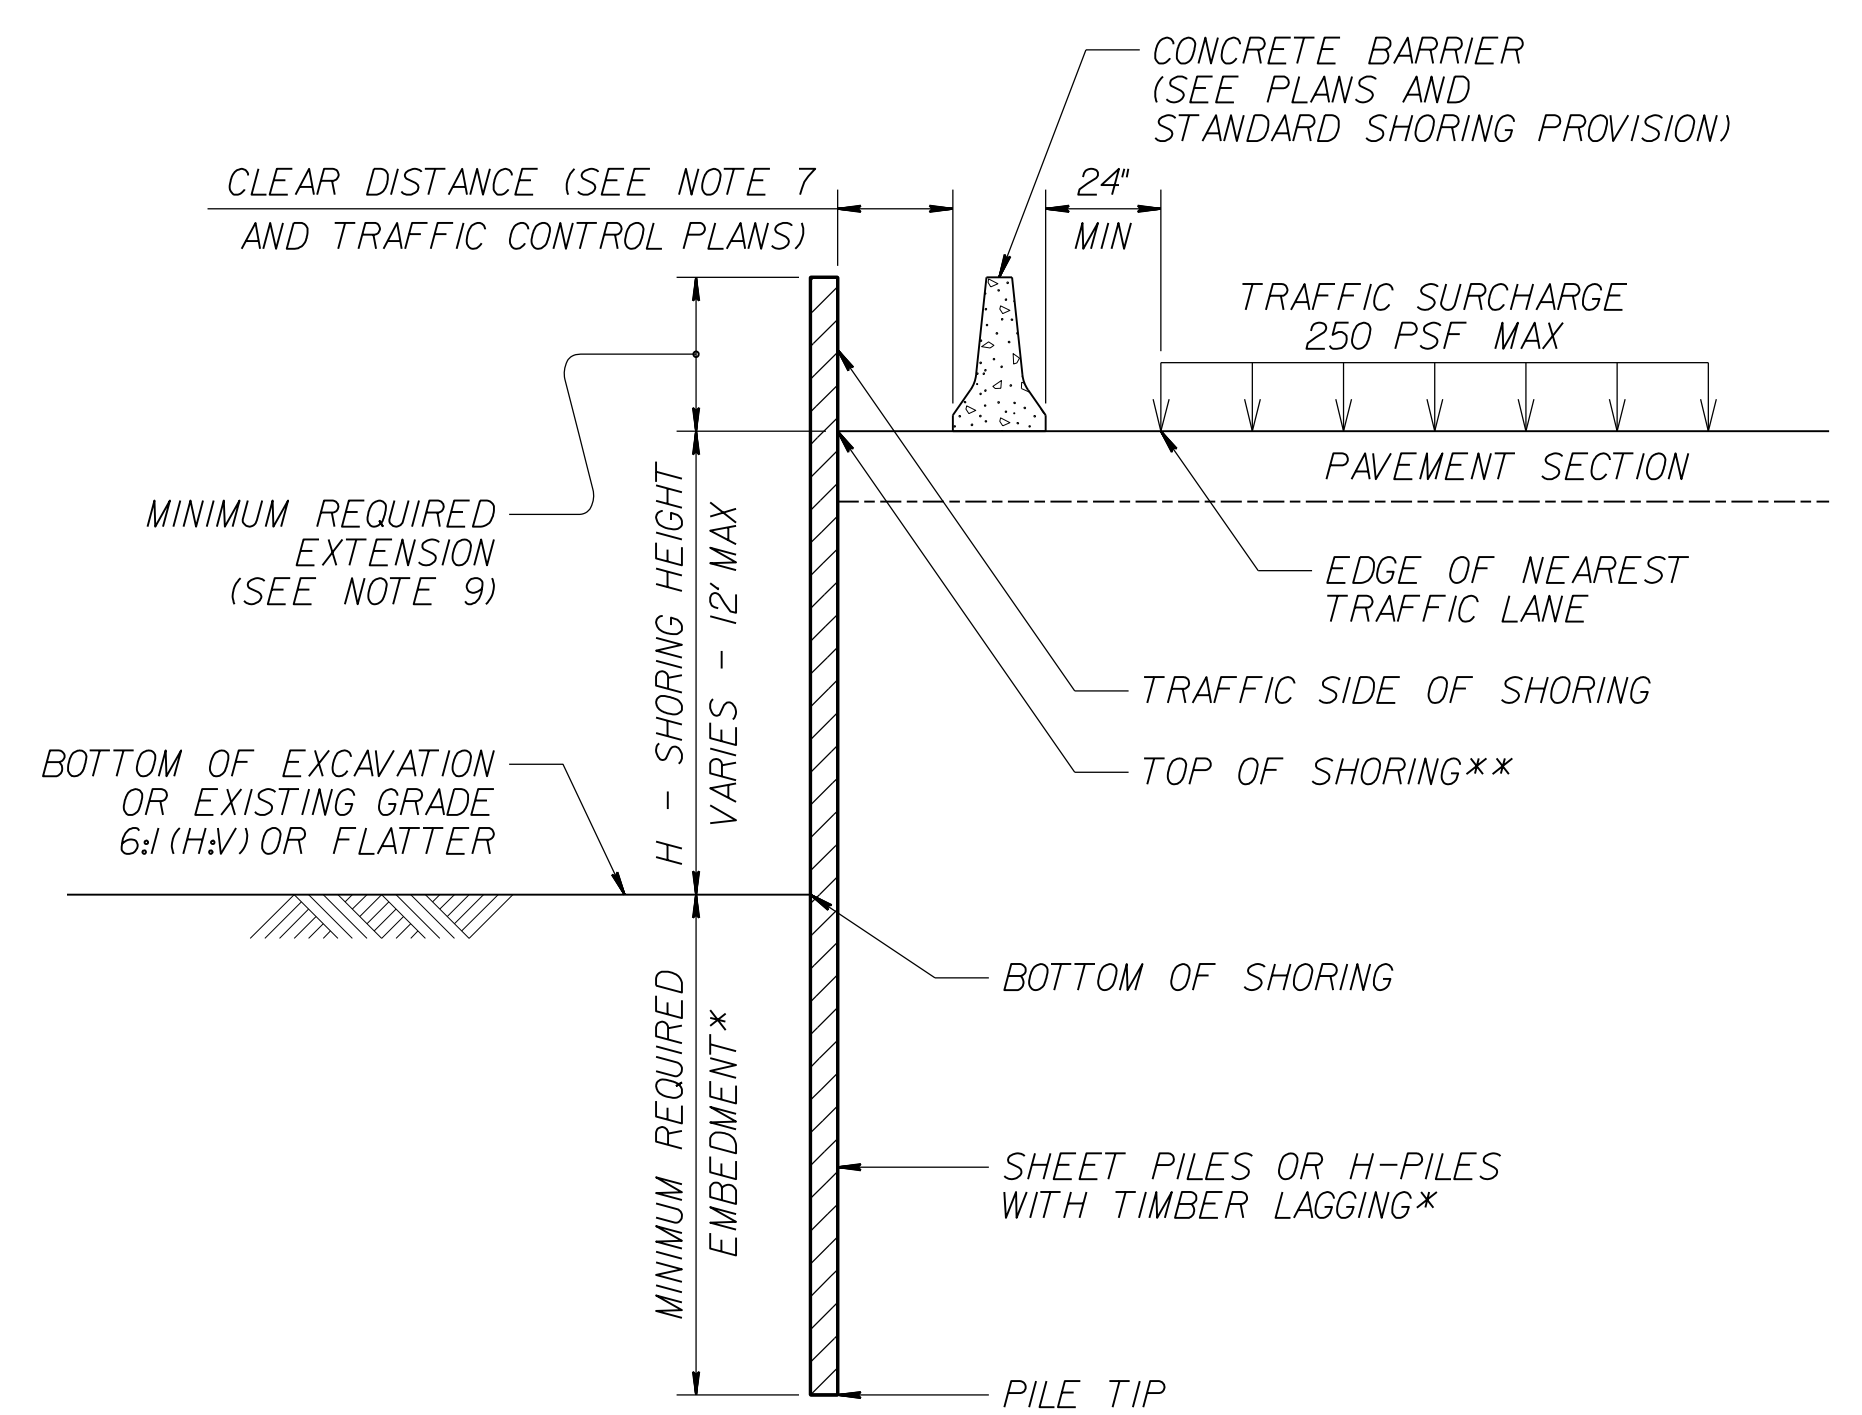 CONCRETE BARRIER
(SEE PLANS AND
STANDARD SHORING PROVISION)
CLEAR DISTANCE (SEE NOTE 7
AND TRAFFIC CONTROL PLANS)
24"
MIN
TRAFFIC SURCHARGE
250 PSF MAX
PAVEMENT SECTION
MINIMUM REQUIRED
EXTENSION
(SEE NOTE 9)
H - SHORING HEIGHT
VARIES - 12' MAX
EDGE OF NEAREST
TRAFFIC LANE
TRAFFIC SIDE OF SHORING
TOP OF SHORING**
BOTTOM OF EXCAVATION
OR EXISTING GRADE
6:1 (H:V) OR FLATTER
BOTTOM OF SHORING
MINIMUM REQUIRED
EMBEDMENT*
SHEET PILES OR H-PILES
WITH TIMBER LAGGING*
PILE TIP